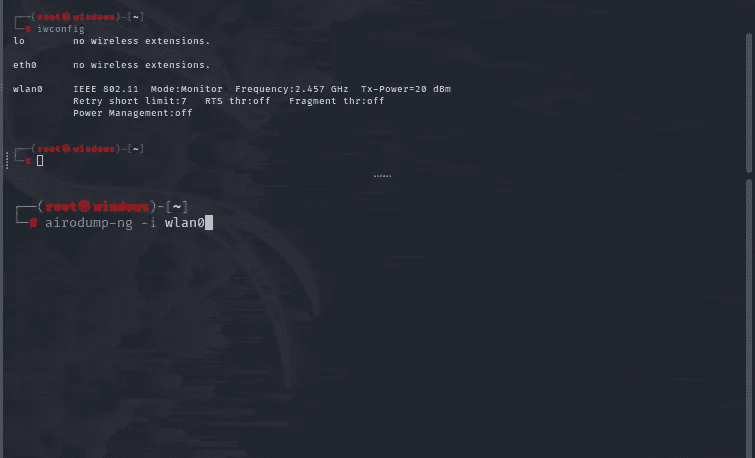 ┌──(root㉿windows)-[~]
└─# iwconfig
lo        no wireless extensions.
eth0      no wireless extensions.
wlan0     IEEE 802.11  Mode:Monitor  Frequency:2.457 GHz  Tx-Power=20 dBm
          Retry short limit:7   RTS thr:off   Fragment thr:off
          Power Management:off
┌──(root㉿windows)-[~]
└─#
┌──(root㉿windows)-[~]
└─# airodump-ng -i wlan0